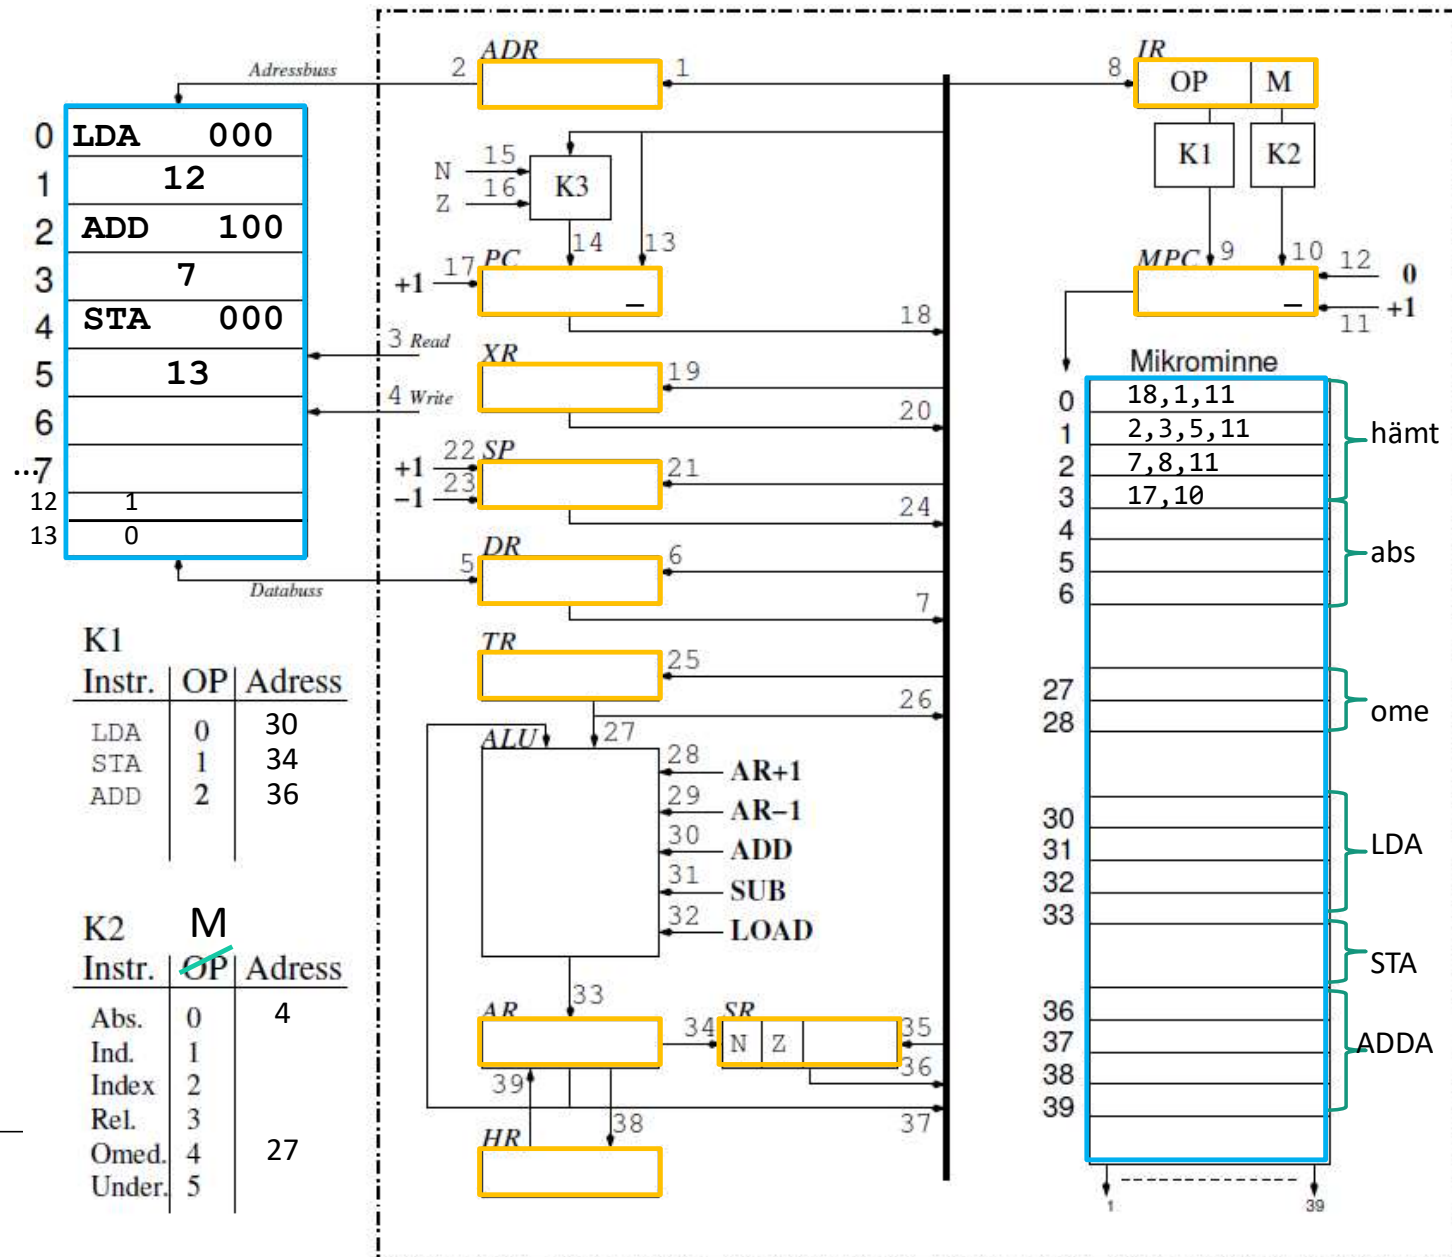 ADR
2
1
Adressbuss
IR
8
OP M
0 LDA 000
1 12
2 ADD 100
3 7
4 STA 000
5 13
6
...7
12 1
13 0
N 15
Z 16
K3
14 13
K1 K2
9 10
PC
+1 17
18
MPC
12 0
11 +1
3 Read
4 Write
XR
19
20
SP
+1 22
-1 23
21
24
DR
5
6
7
Databuss
TR
25
26
27
ALU
28 AR+1
29 AR−1
30 ADD
31 SUB
32 LOAD
33
AR
34
SR
N Z
35
36
37
39
38
HR
Mikrominne
0 18,1,11
1 2,3,5,11
2 7,8,11
3 17,10
4
5
6
27
28
30
31
32
33
36
37
38
39
hämt
abs
ome
LDA
STA
ADDA
1 39
K1
Instr. OP Adress
LDA 0 30
STA 1 34
ADD 2 36
K2 M
Instr. OP Adress
Abs. 0 4
Ind. 1
Index 2
Rel. 3
Omed. 4 27
Under. 5